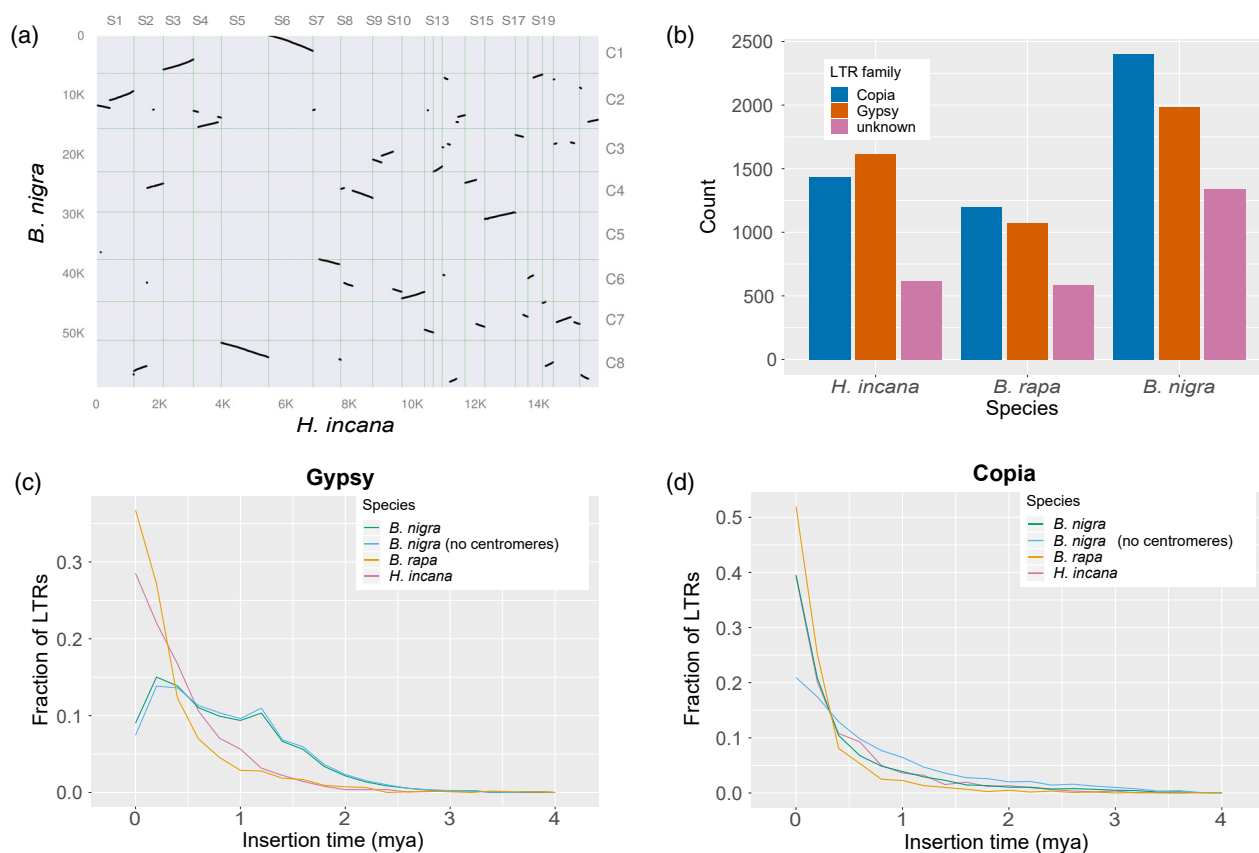 (a)
S1 S2 S3 S4 S5 S6 S7 S8 S9 S10 S13 S15 S17 S19
0
10K
20K
30K
40K
50K
B. nigra
C1
C2
C3
C4
C5
C6
C7
C8
0 2K 4K 6K 8K 10K 12K 14K
H. incana
(b)
2500
2000
1500
1000
500
0
Count
LTR family
Copia
Gypsy
unknown
H. incana B. rapa B. nigra
Species
(c)
Gypsy
Species
B. nigra
B. nigra (no centromeres)
B. rapa
H. incana
0.3
0.2
0.1
0.0
Fraction of LTRs
0 1 2 3 4
Insertion time (mya)
(d)
Copia
Species
B. nigra
B. nigra (no centromeres)
B. rapa
H. incana
0.5
0.4
0.3
0.2
0.1
0.0
Fraction of LTRs
0 1 2 3 4
Insertion time (mya)